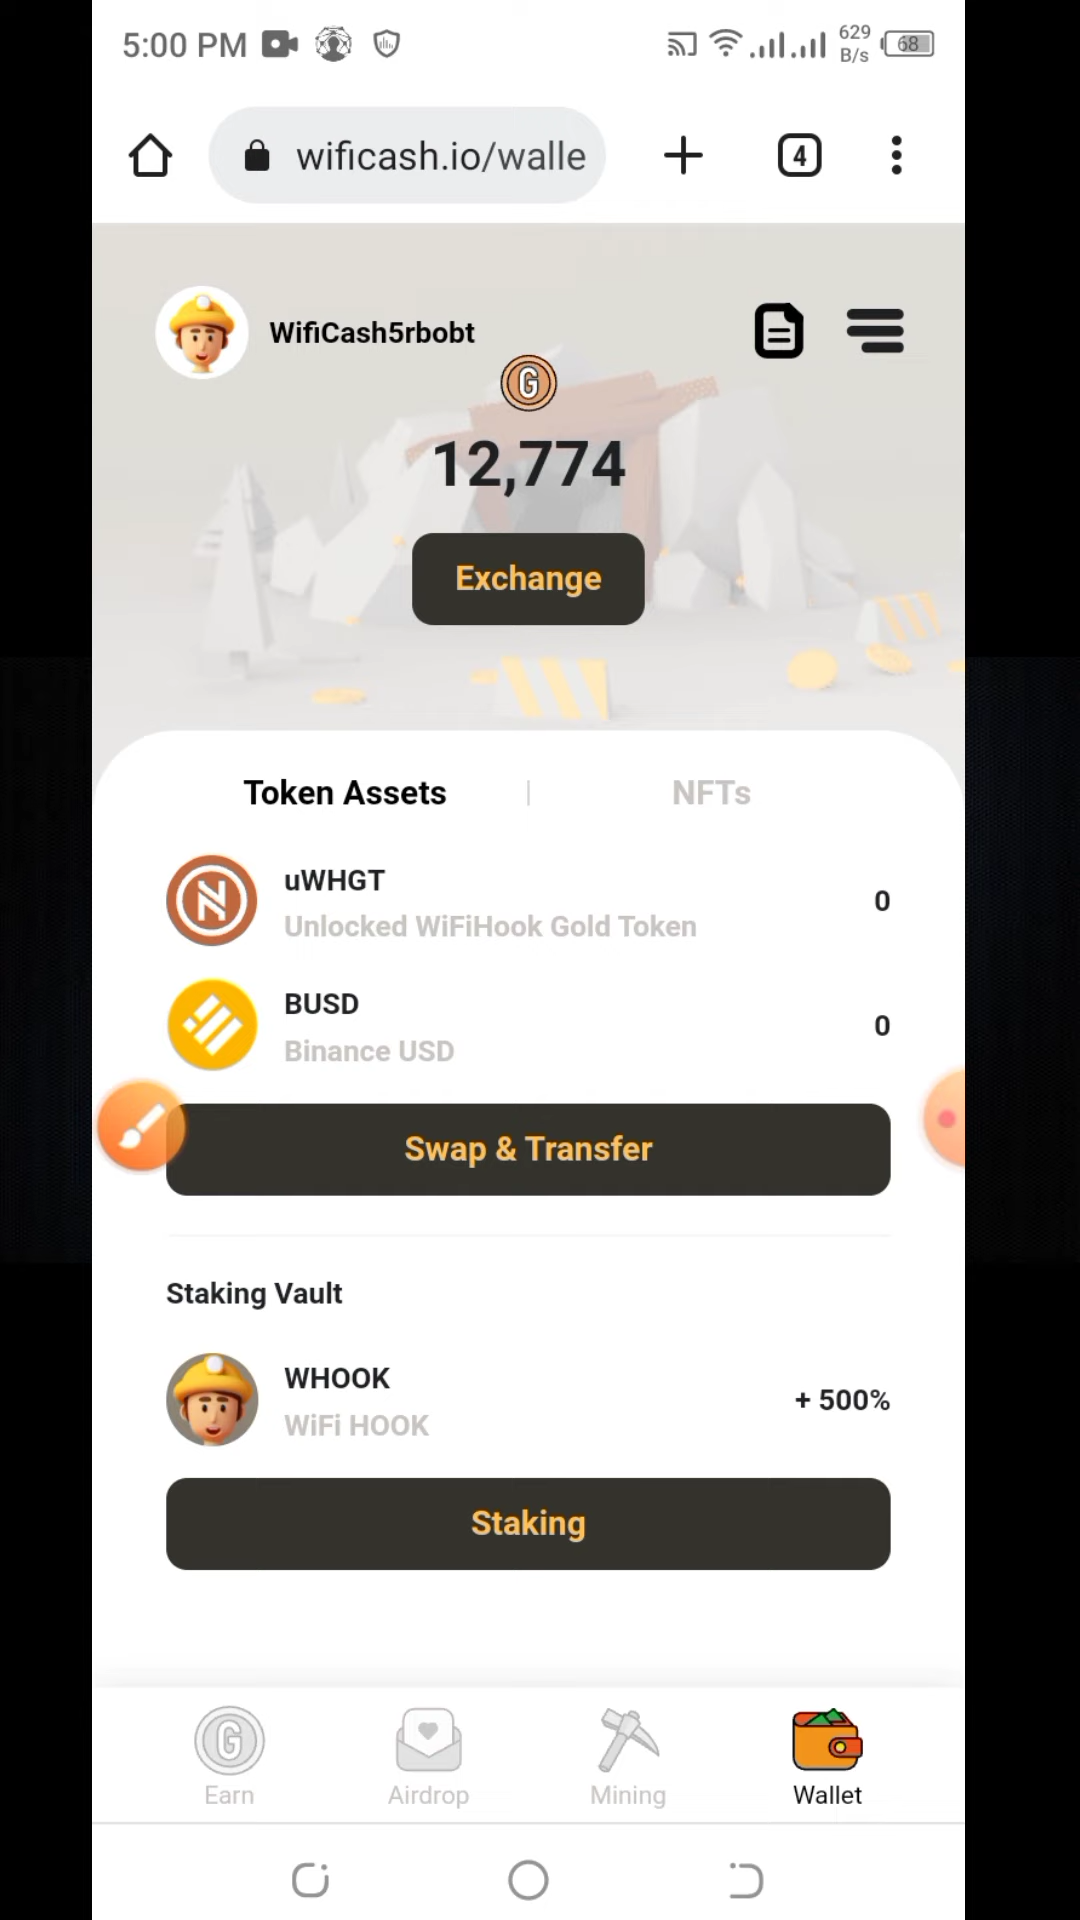 5:00 PM
629
B/s
68
wificash.io/walle
4
WifiCash5rbobt
G
12,774
Exchange
Token Assets
NFTs
uWHGT
0
Unlocked WiFiHook Gold Token
BUSD
0
Binance USD
Swap & Transfer
Staking Vault
WHOOK
+ 500%
WiFi HOOK
Staking
G
Earn
Airdrop
Mining
Wallet